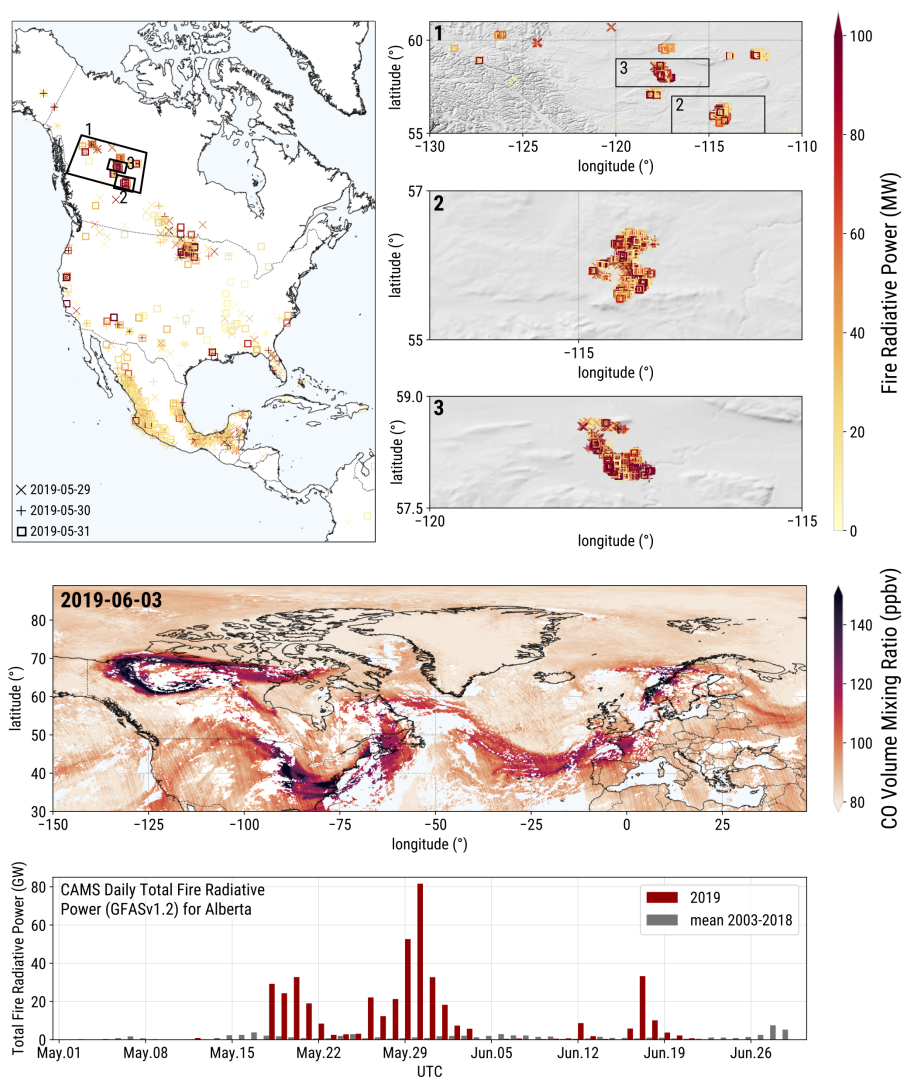 1
3
2
2019-05-29
2019-05-30
2019-05-31
1
3
2
60
55
latitude (°)
−130
−125
−120
−115
−110
longitude (°)
2
57
55
latitude (°)
−115
longitude (°)
3
59.0
57.5
latitude (°)
−120
−115
longitude (°)
100
80
60
40
20
0
Fire Radiative Power (MW)
2019-06-03
80
70
60
50
40
30
latitude (°)
−150
−125
−100
−75
−50
−25
0
25
longitude (°)
140
120
100
80
CO Volume Mixing Ratio (ppbv)
CAMS Daily Total Fire Radiative
Power (GFASv1.2) for Alberta
2019
mean 2003-2018
80
60
40
20
0
Total Fire Radiative Power (GW)
May.01
May.08
May.15
May.22
May.29
Jun.05
Jun.12
Jun.19
Jun.26
UTC